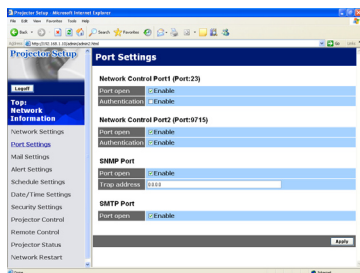 Projector Setup - Microsoft Internet Explorer
File Edit View Favorites Tools Help
Back Search Favorites
Projector Setup
Logoff
Top:
Network
Information
Network Settings
Port Settings
Mail Settings
Alert Settings
Schedule Settings
Date/Time Settings
Security Settings
Projector Control
Remote Control
Projector Status
Network Restart
Port Settings
Network Control Port1 (Port:23)
Port open Enable
Authentication Enable
Network Control Port2 (Port:9715)
Port open Enable
Authentication Enable
SNMP Port
Port open Enable
Trap address 0.0.0.0
SMTP Port
Port open Enable
Apply
Internet